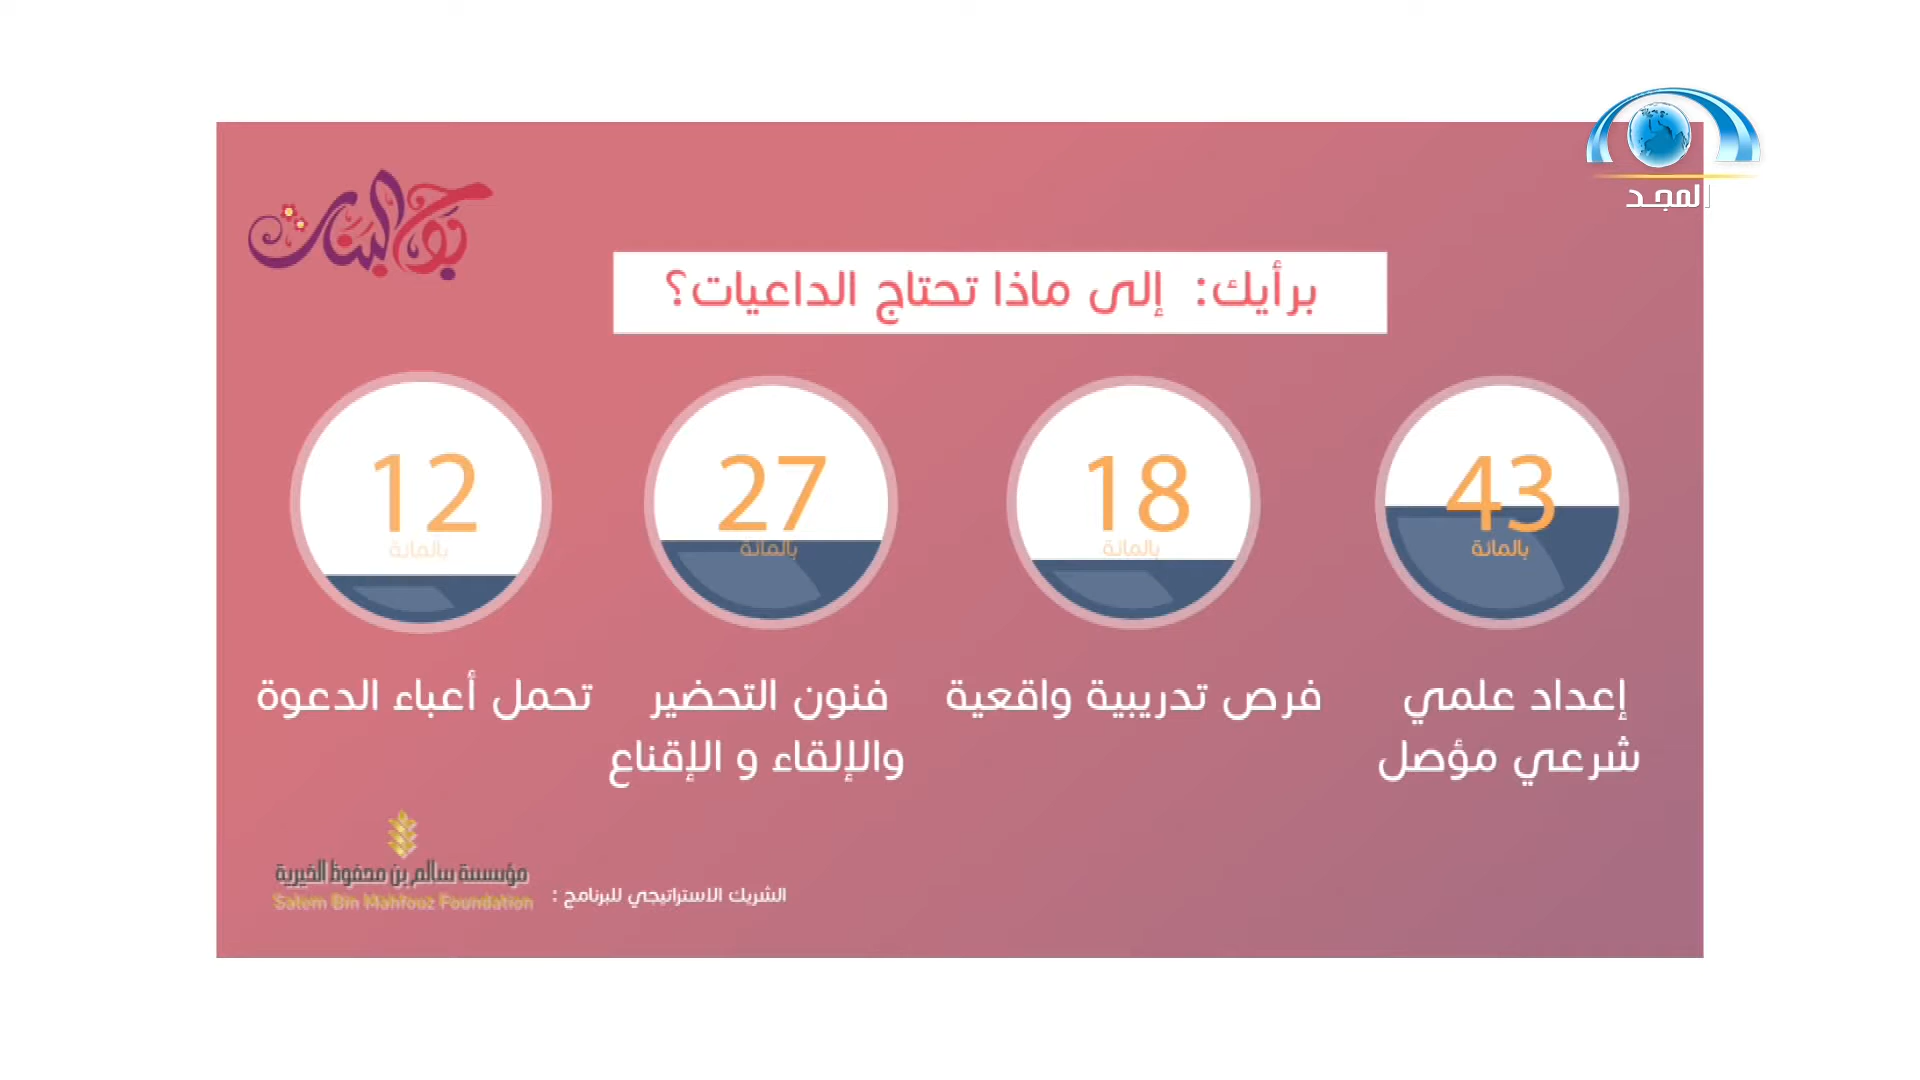 المجد
بوح البنات
برأيك: إلى ماذا تحتاج الداعيات؟
43
بالمائة
18
بالمائة
27
بالمائة
12
بالمائة
إعداد علمي
شرعي مؤصل
فرص تدريبية واقعية
فنون التحضير
والإلقاء و الإقناع
تحمل أعباء الدعوة
الشريك الاستراتيجي للبرنامج :
مؤسسة سالم بن محفوظ الخيرية
Salem Bin Mahfouz Foundation